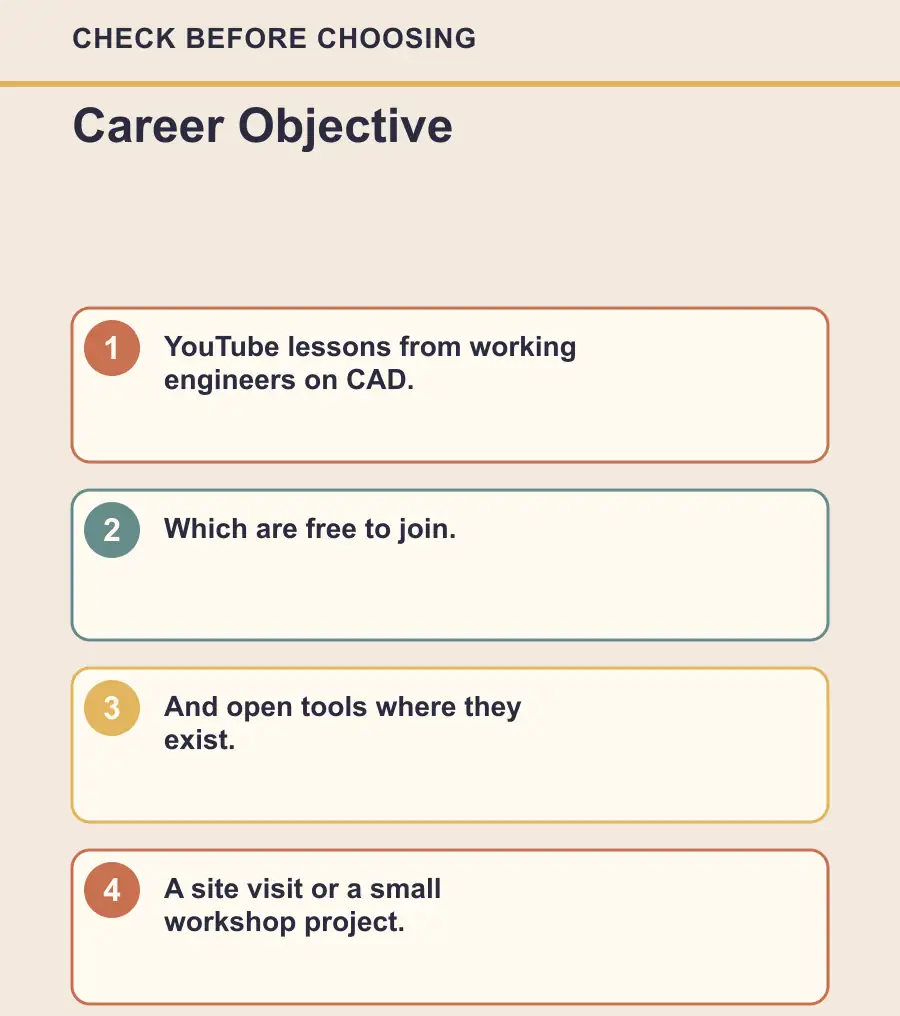 CHECK BEFORE CHOOSING
Career Objective
1
YouTube lessons from working
engineers on CAD.
2
Which are free to join.
3
And open tools where they
exist.
4
A site visit or a small
workshop project.